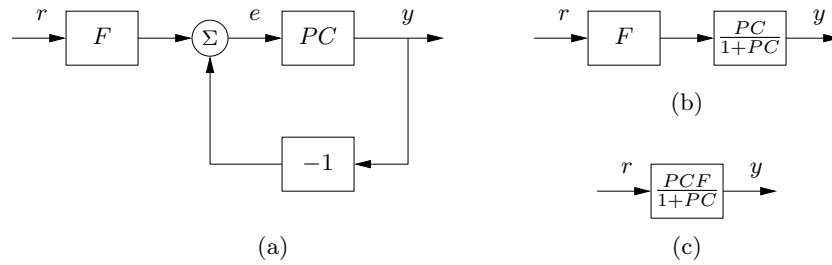 r F Σ e PC y
−1
(a)
r F PC/1+PC y
(b)
r PCF/1+PC y
(c)